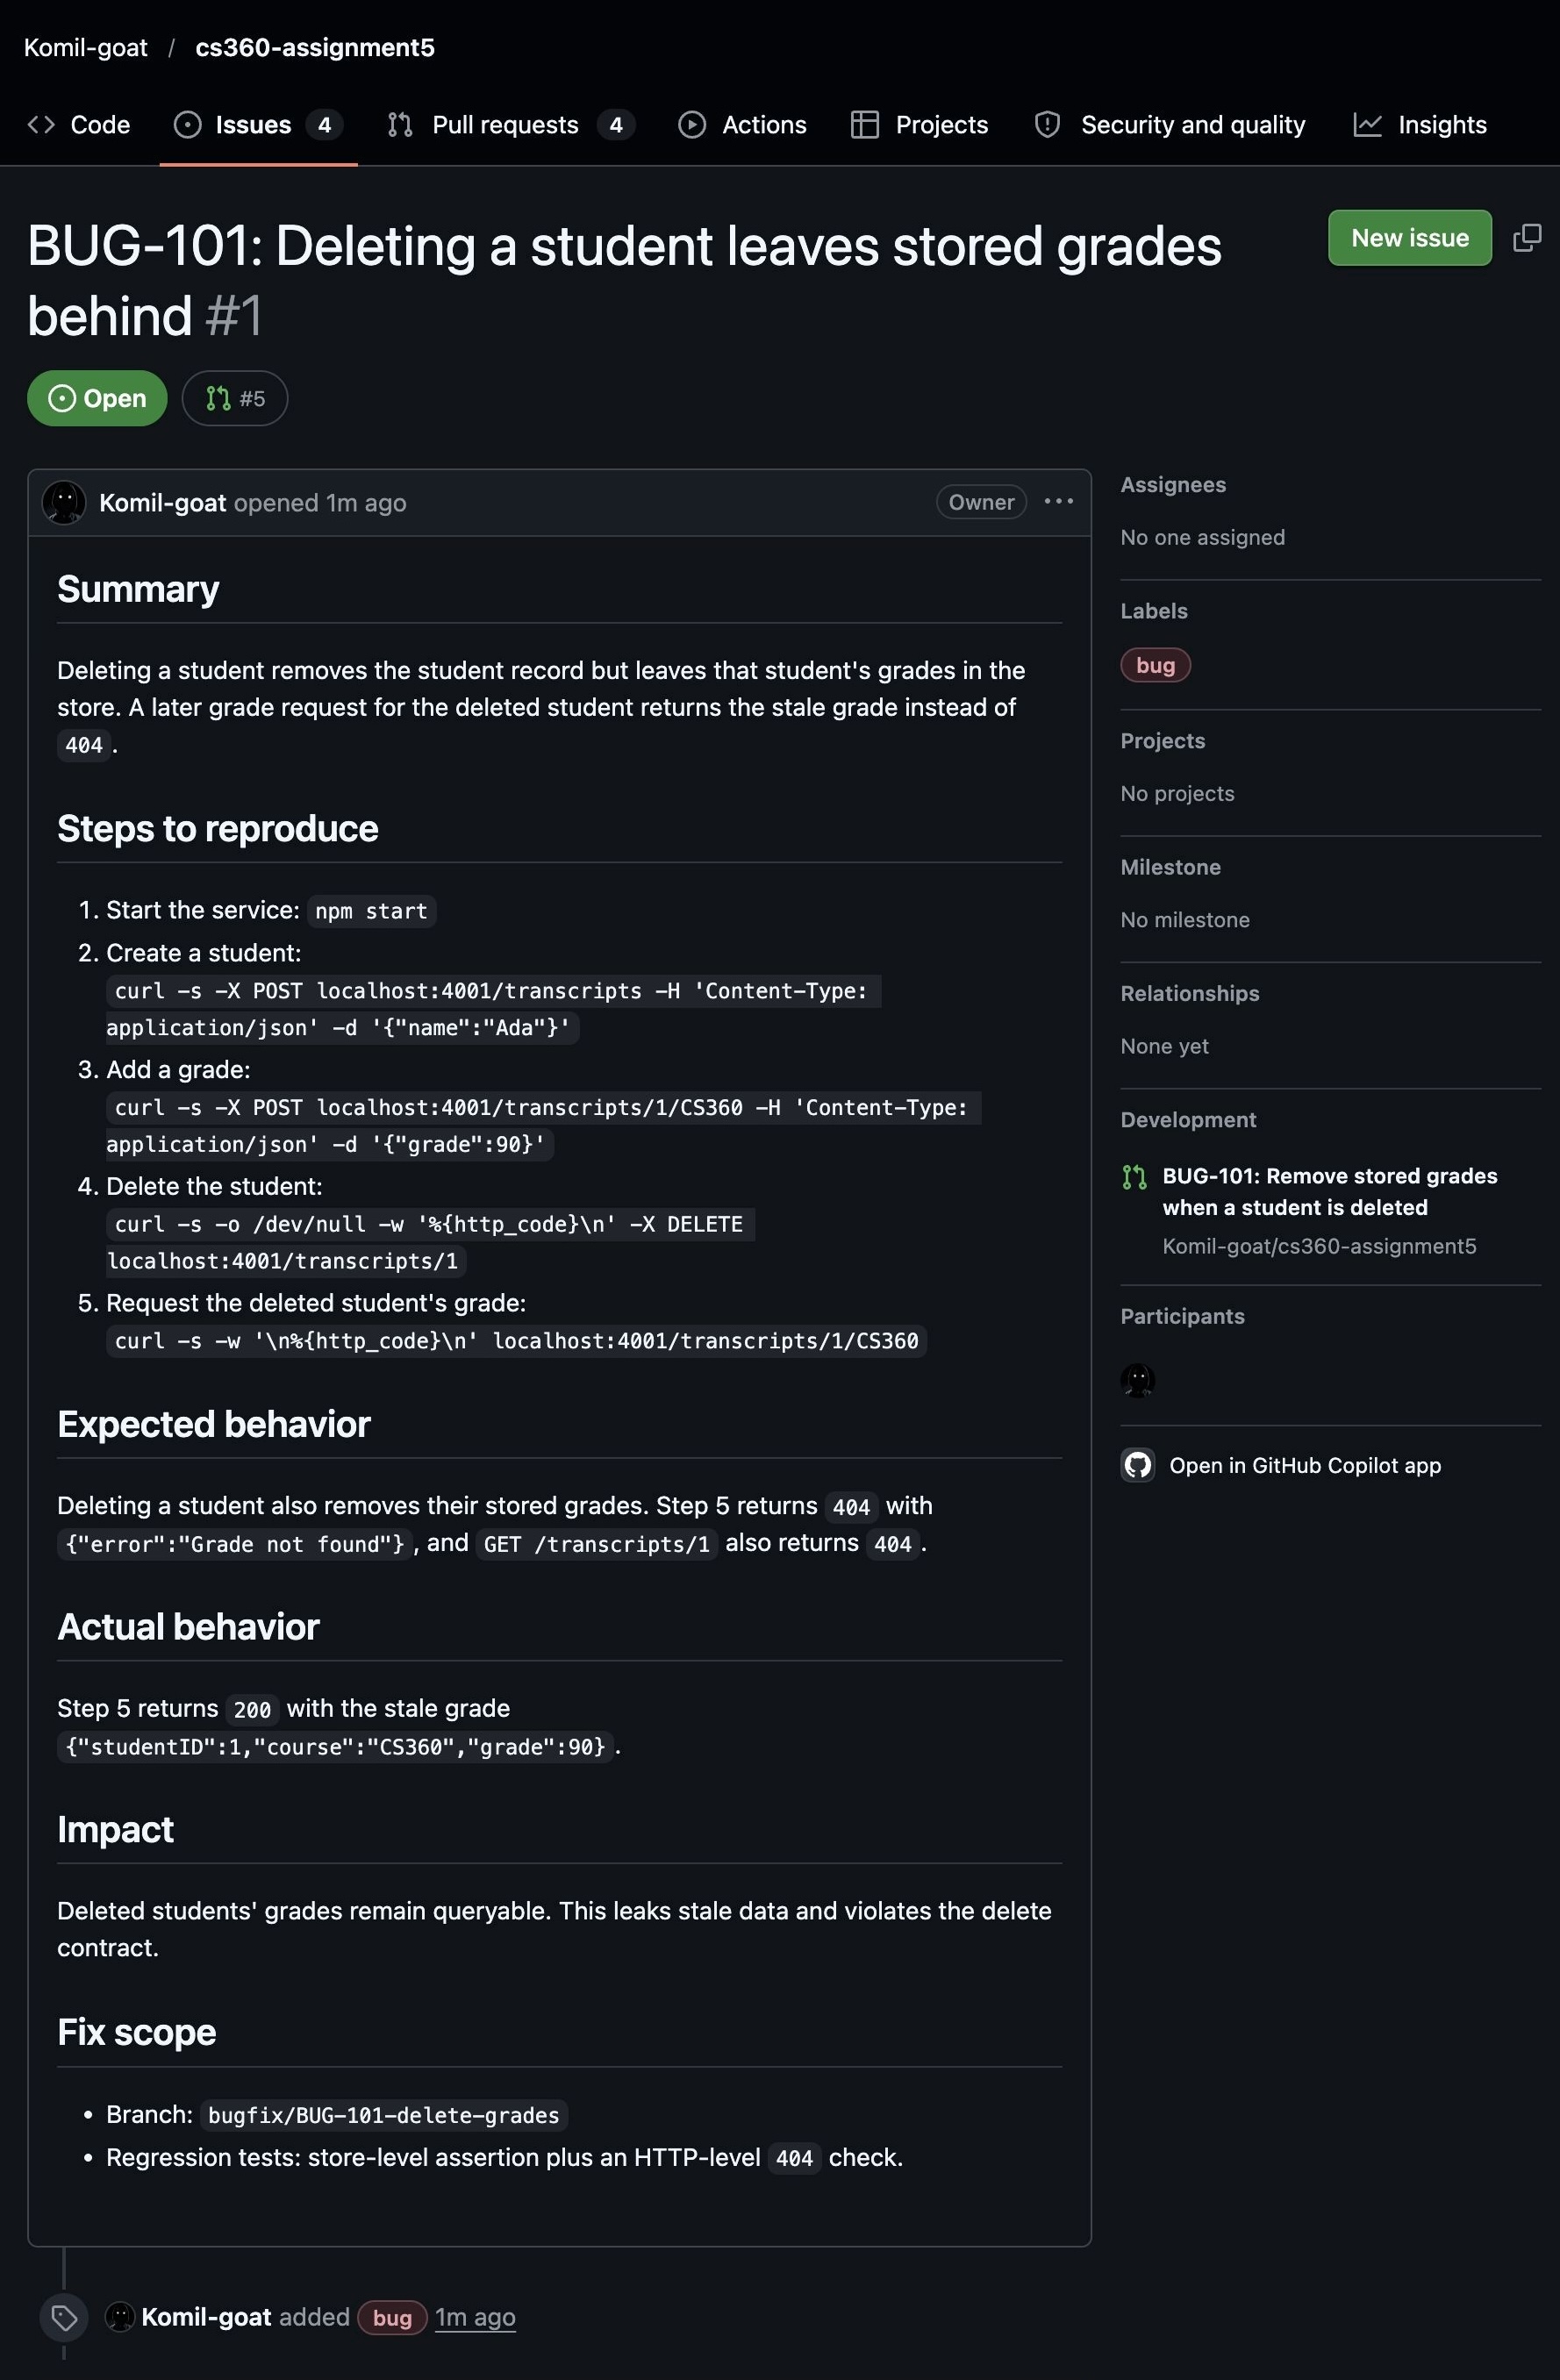 Komil-goat / cs360-assignment5
Code Issues 4 Pull requests 4 Actions Projects Security and quality Insights
BUG-101: Deleting a student leaves stored grades
behind #1
New issue
Open #5
Komil-goat opened 1m ago Owner
Summary
Deleting a student removes the student record but leaves that student's grades in the
store. A later grade request for the deleted student returns the stale grade instead of
404 .
Steps to reproduce
1. Start the service: npm start
2. Create a student:
curl -s -X POST localhost:4001/transcripts -H 'Content-Type:
application/json' -d '{"name":"Ada"}'
3. Add a grade:
curl -s -X POST localhost:4001/transcripts/1/CS360 -H 'Content-Type:
application/json' -d '{"grade":90}'
4. Delete the student:
curl -s -o /dev/null -w '%{http_code}\n' -X DELETE
localhost:4001/transcripts/1
5. Request the deleted student's grade:
curl -s -w '\n%{http_code}\n' localhost:4001/transcripts/1/CS360
Expected behavior
Deleting a student also removes their stored grades. Step 5 returns 404 with
{"error":"Grade not found"} , and GET /transcripts/1 also returns 404 .
Actual behavior
Step 5 returns 200 with the stale grade
{"studentID":1,"course":"CS360","grade":90} .
Impact
Deleted students' grades remain queryable. This leaks stale data and violates the delete
contract.
Fix scope
• Branch: bugfix/BUG-101-delete-grades
• Regression tests: store-level assertion plus an HTTP-level 404 check.
Komil-goat added bug 1m ago
Assignees
No one assigned
Labels
bug
Projects
No projects
Milestone
No milestone
Relationships
None yet
Development
BUG-101: Remove stored grades
when a student is deleted
Komil-goat/cs360-assignment5
Participants
Open in GitHub Copilot app